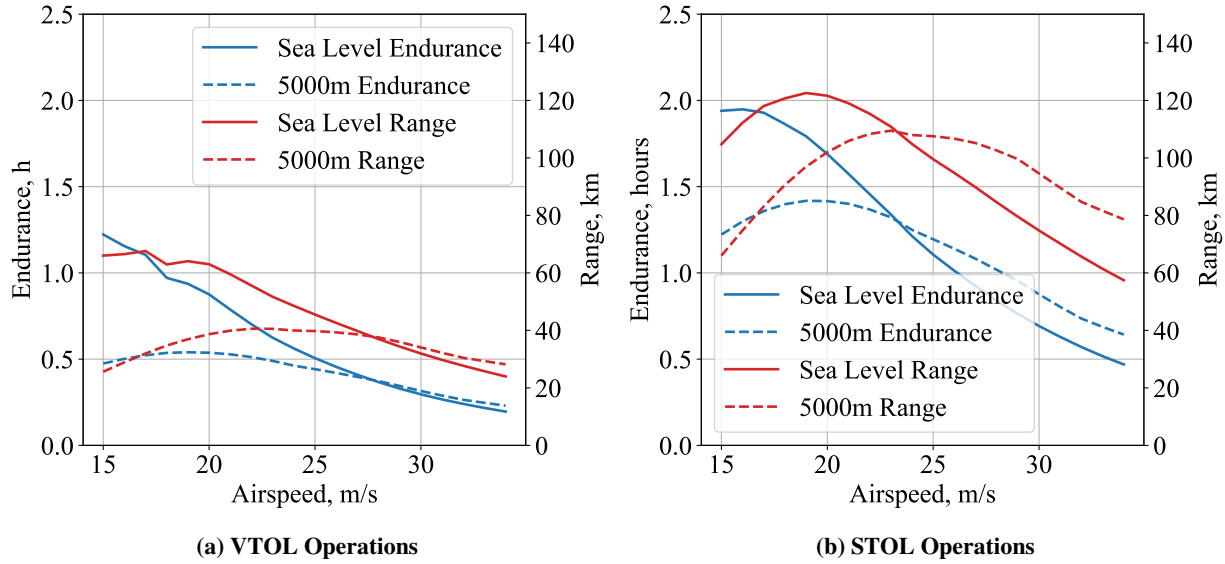 2.5
2.0
1.5
1.0
0.5
0.0
Endurance, h
140
120
100
80
60
40
20
0
Range, km
Sea Level Endurance
5000m Endurance
Sea Level Range
5000m Range
15 20 25 30
Airspeed, m/s
(a) VTOL Operations
2.5
2.0
1.5
1.0
0.5
0.0
Endurance, hours
140
120
100
80
60
40
20
0
Range, km
Sea Level Endurance
5000m Endurance
Sea Level Range
5000m Range
15 20 25 30
Airspeed, m/s
(b) STOL Operations